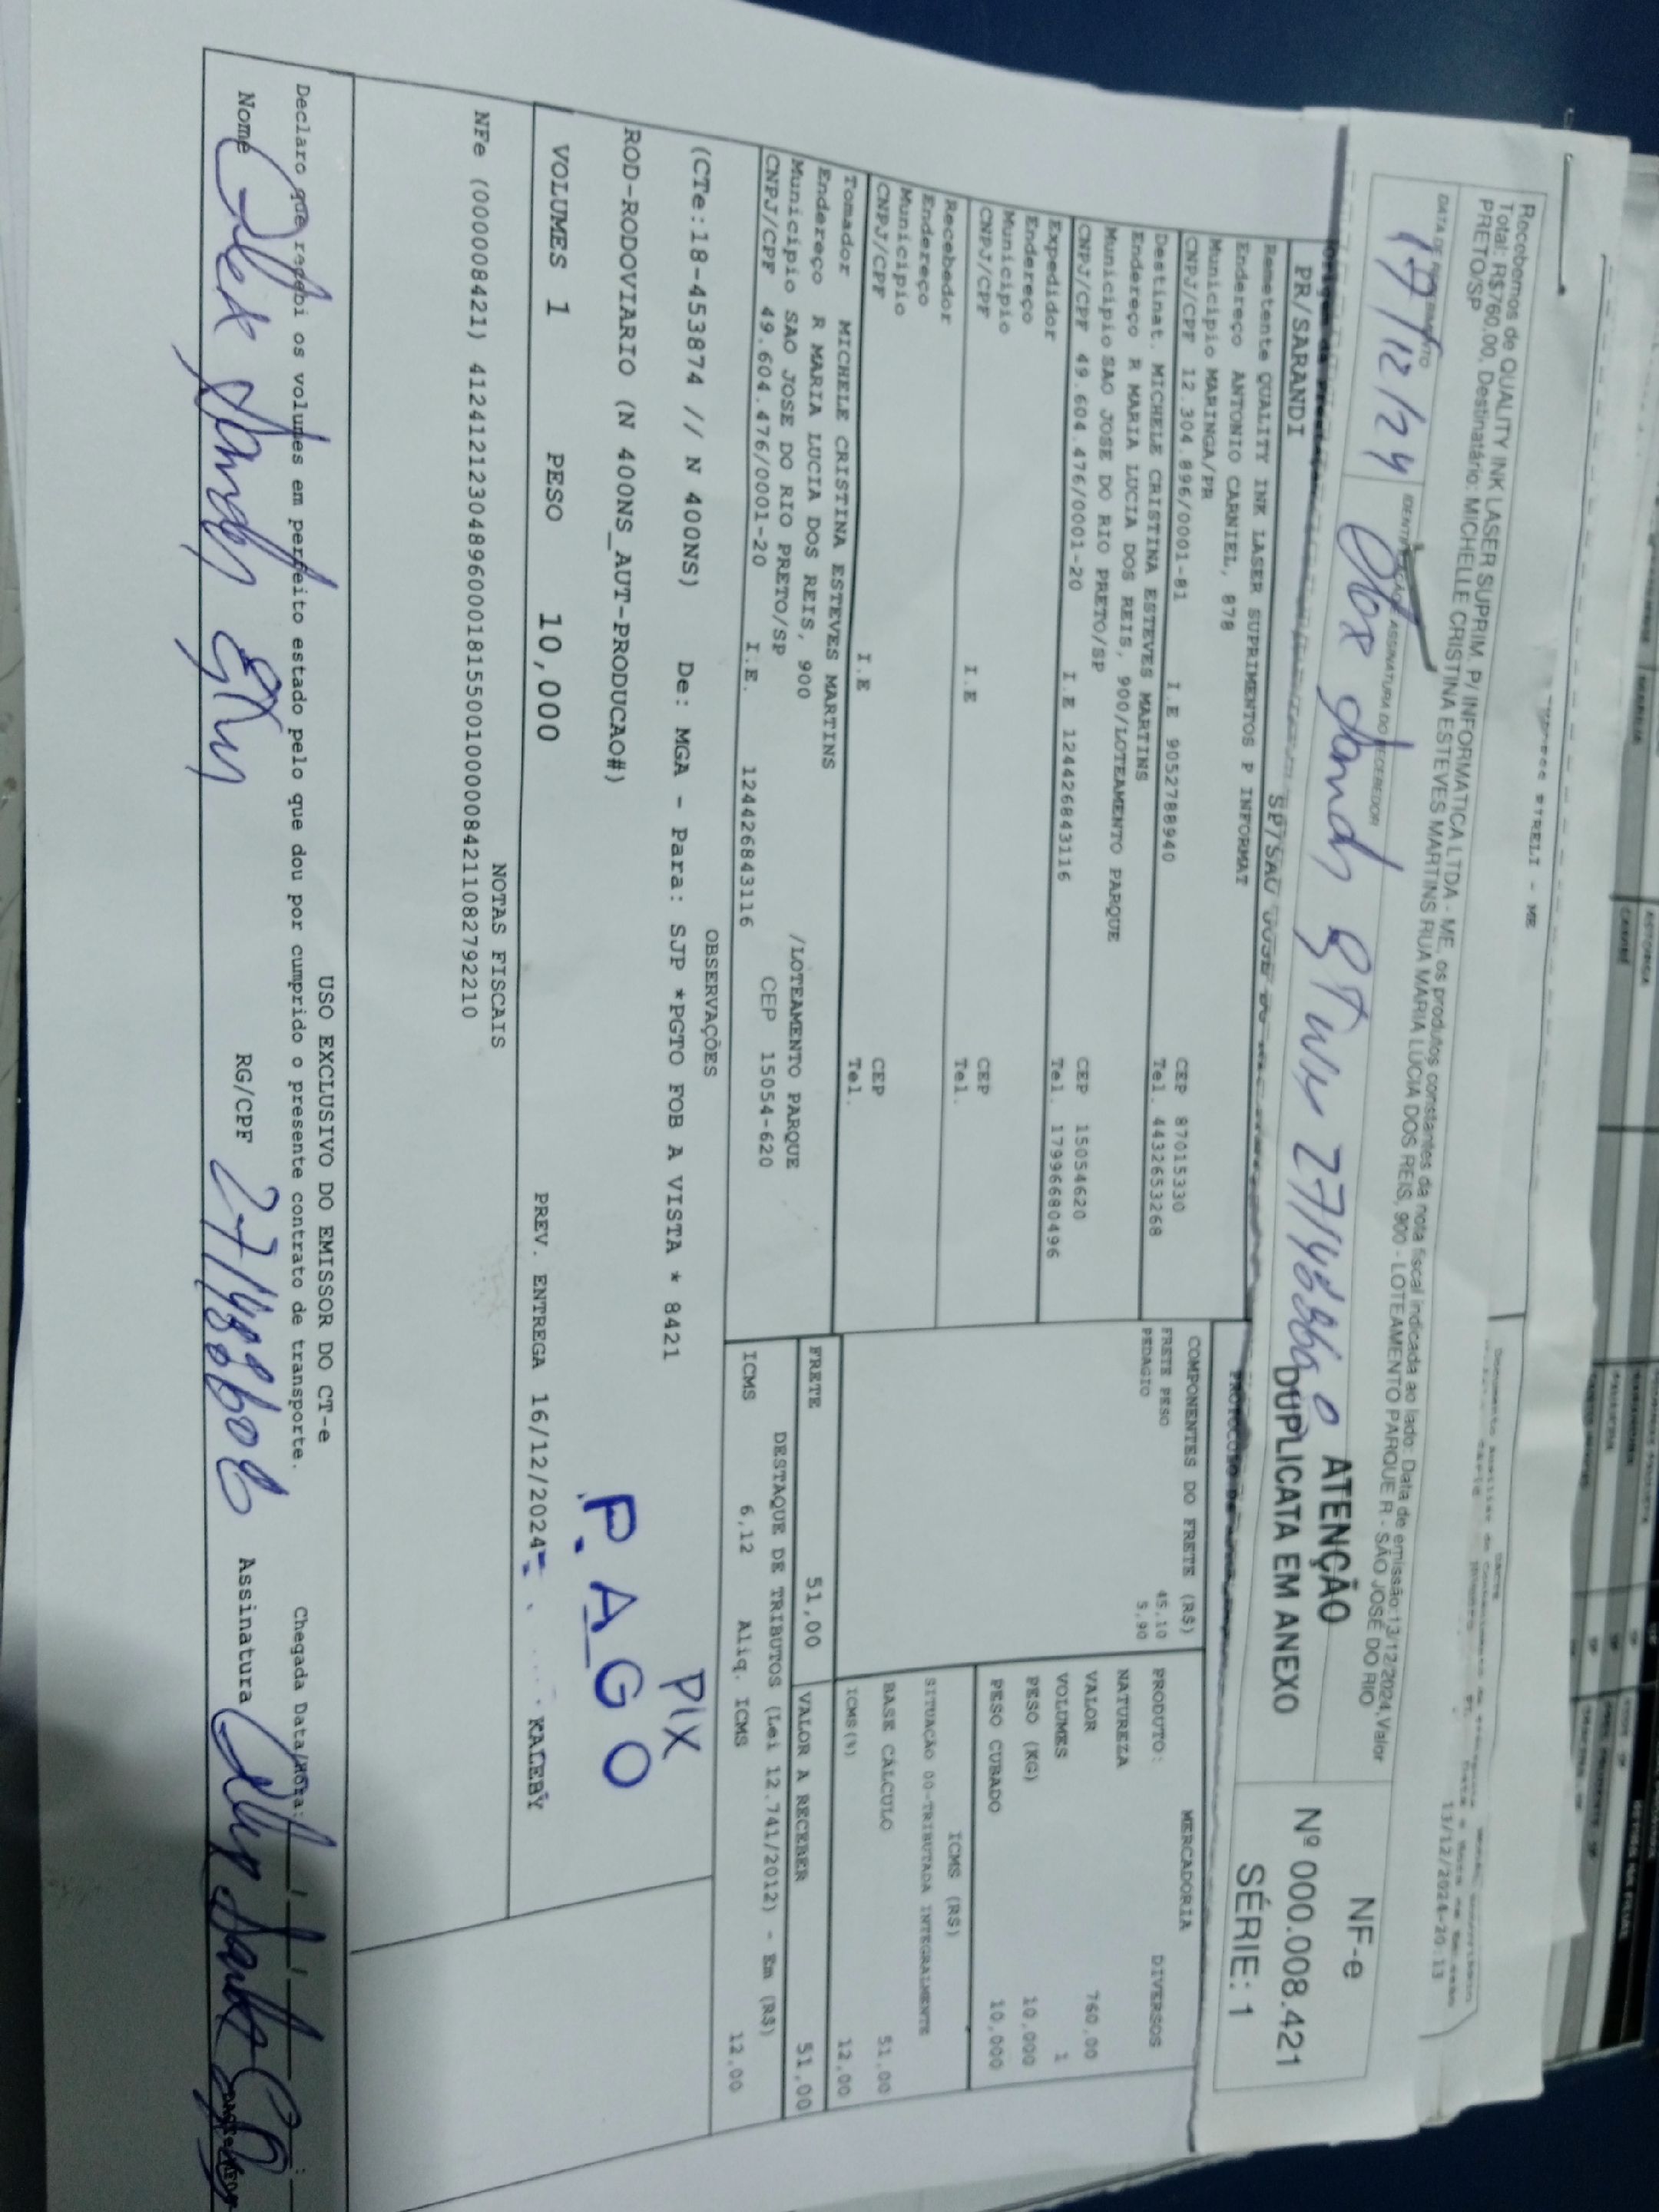 Recebemos de QUALITY INK LASER SUPRIM. P/ INFORMATICA LTDA - ME, os produtos constantes da nota fiscal indicada ao lado. Data de emissão:13/12/2024,Valor
Total: R$760,00, Destinatário: MICHELLE CRISTINA ESTEVES MARTINS RUA MARIA LUCIA DOS REIS, 900 - LOTEAMENTO PARQUE R - SÃO JOSÉ DO RIO
PRETO/SP
NF-e
Nº 000.008.421
SÉRIE: 1
17/12/24
ASSINATURA DO RECEBEDOR
ATENÇÃO
DUPLICATA EM ANEXO
13/12/2024-20:13
PR/SARANDI
Remetente QUALITY INK LASER SUPRIMENTOS P INFORMAT
Endereço ANTONIO CARNIEL, 878
Municipio MARINGA/PR CEP 87015330
CNPJ/CPF 12.304.896/0001-81 I.E 9052788940 Tel. 4432653268
Destinat. MICHELE CRISTINA ESTEVES MARTINS
Endereço R MARIA LUCIA DOS REIS, 900/LOTEAMENTO PARQUE
Municipio SAO JOSE DO RIO PRETO/SP CEP 15054620
CNPJ/CPF 49.604.476/0001-20 I.E 124426843116 Tel. 17996680496
Expedidor
Endereço
Municipio CEP
CNPJ/CPF I.E Tel.
Recebedor
Endereço
Municipio CEP
CNPJ/CPF I.E Tel.
Tomador MICHELE CRISTINA ESTEVES MARTINS
Endereço R MARIA LUCIA DOS REIS, 900 /LOTEAMENTO PARQUE
Municipio SAO JOSE DO RIO PRETO/SP CEP 15054-620
CNPJ/CPF 49.604.476/0001-20 I.E. 124426843116
COMPONENTES DO FRETE (R$)
FRETE PESO 45,10
PEDAGIO 5,90
MERCADORIA
PRODUTO: DIVERSOS
NATUREZA
VALOR 760,00
VOLUMES 1
PESO (KG) 10,000
PESO CUBADO 10,000
ICMS (R$)
SITUAÇÃO 00-TRIBUTADA INTEGRALMENTE
BASE CÁLCULO 51,00
ICMS(%) 12,00
FRETE 51,00 VALOR A RECEBER 51,00
DESTAQUE DE TRIBUTOS (Lei 12.741/2012) - Em (R$)
ICMS 6,12 Aliq. ICMS 12,00
OBSERVAÇÕES
(CTe:18-453874 // N 400NS) De: MGA - Para: SJP *PGTO FOB A VISTA * 8421
ROD-RODOVIARIO (N 400NS_AUT-PRODUCAO#)
PIX
PAGO
VOLUMES 1 PESO 10,000 PREV. ENTREGA 16/12/2024 KALEBY
NOTAS FISCAIS
NFe (000008421) 41241212304896000181550010000084211082792210
USO EXCLUSIVO DO EMISSOR DO CT-e
Declaro que recebi os volumes em perfeito estado pelo que dou por cumprido o presente contrato de transporte. Chegada Data/Hora:
Nome RG/CPF Assinatura